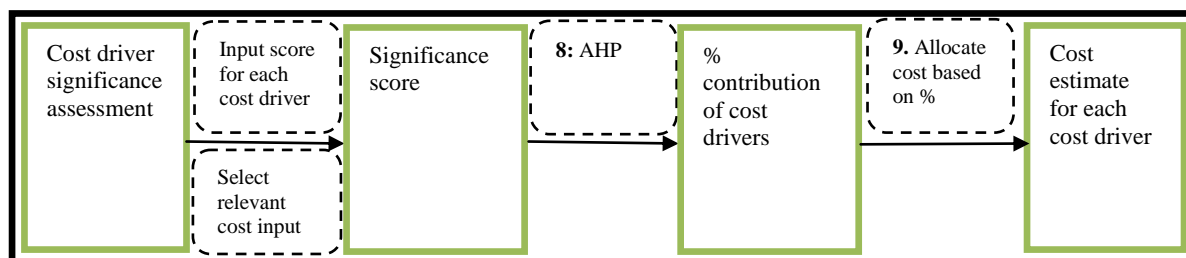 Cost driver
significance
assessment
Input score
for each
cost driver
Select
relevant
cost input
Significance
score
8: AHP
%
contribution
of cost
drivers
9. Allocate
cost based
on %
Cost
estimate
for each
cost driver